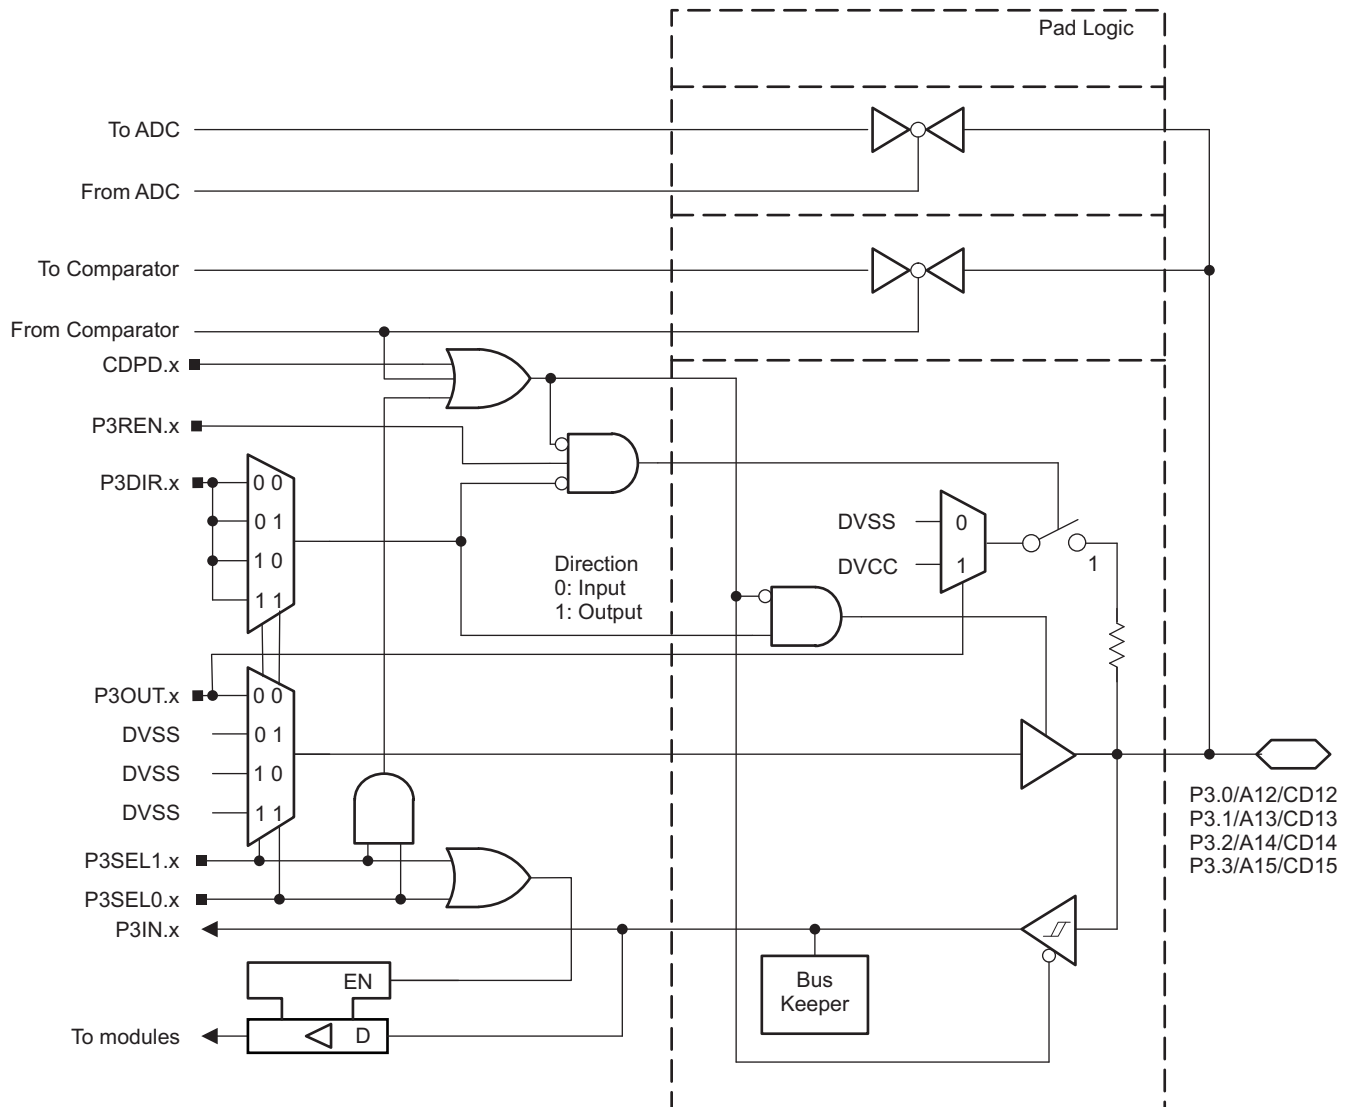 Pad Logic
To ADC
From ADC
To Comparator
From Comparator
CDPD.x
P3REN.x
P3DIR.x
0 0
0 1
1 0
1 1
Direction
0: Input
1: Output
DVSS
0
DVCC
1
1
P3OUT.x
0 0
DVSS
0 1
DVSS
1 0
DVSS
1 1
P3.0/A12/CD12
P3.1/A13/CD13
P3.2/A14/CD14
P3.3/A15/CD15
P3SEL1.x
P3SEL0.x
P3IN.x
EN
Bus
Keeper
To modules
D